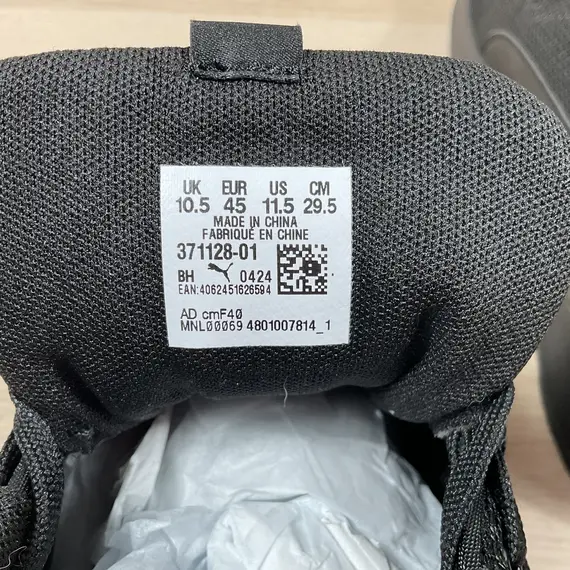 UK EUR US CM
10.5 45 11.5 29.5
MADE IN CHINA
FABRIQUÉ EN CHINE
371128-01
BH 0424
EAN:4062451626594
AD cmF40
MNL00069 4801007814_1